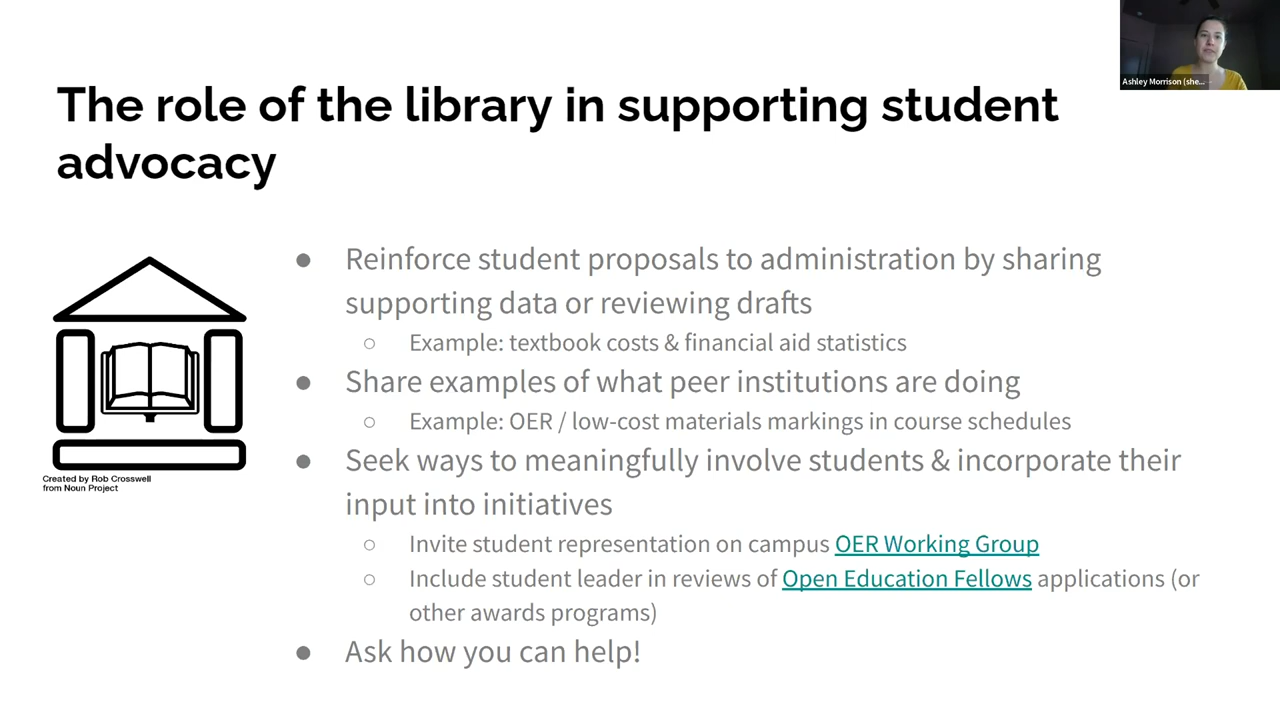 Ashley Morrison (she...
The role of the library in supporting student
advocacy
● Reinforce student proposals to administration by sharing
supporting data or reviewing drafts
○ Example: textbook costs & financial aid statistics
● Share examples of what peer institutions are doing
○ Example: OER / low-cost materials markings in course schedules
● Seek ways to meaningfully involve students & incorporate their
input into initiatives
○ Invite student representation on campus OER Working Group
○ Include student leader in reviews of Open Education Fellows applications (or
other awards programs)
● Ask how you can help!
Created by Rob Crosswell
from Noun Project